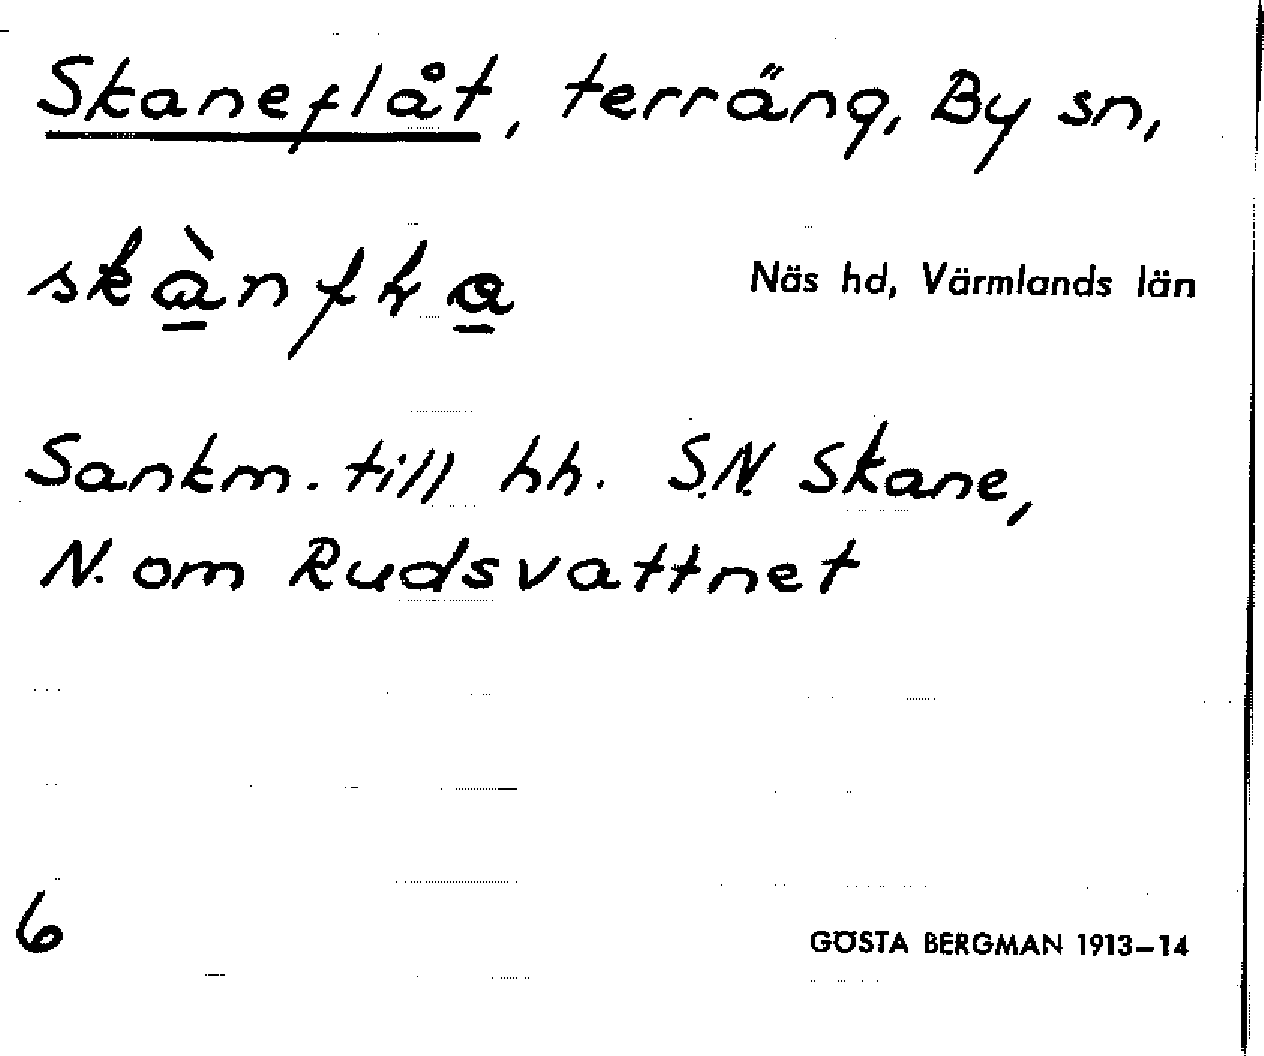 Skaneflåt, terräng, By sn,
Näs hd, Värmlands län
Sankm. till hh. S.N. Skane,
N. om Rudsvattnet
6
GÖSTA BERGMAN 1913–14